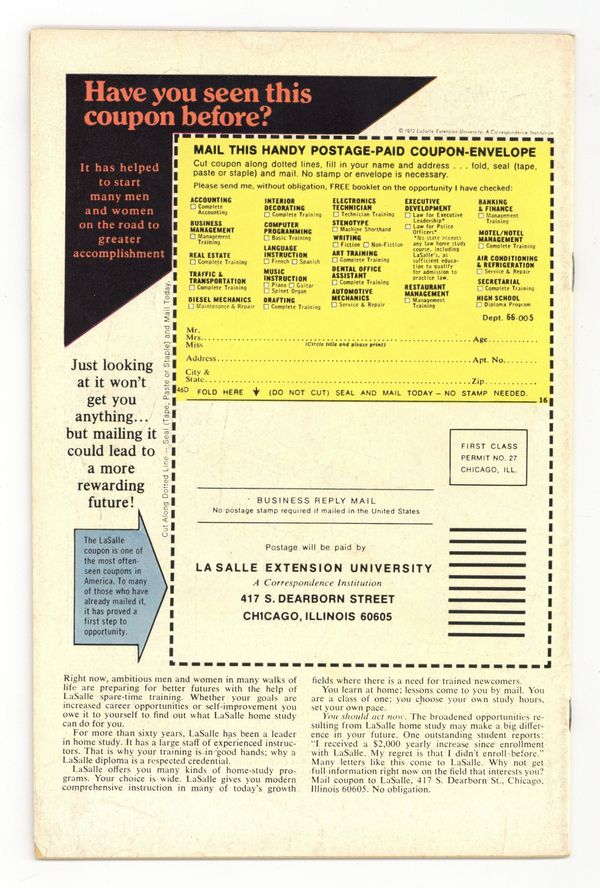 Have you seen this
coupon before?
It has helped
to start
many men
and women
on the road to
greater
accomplishment
Just looking
at it won't
get you
anything...
but mailing it
could lead to
a more
rewarding
future!
The LaSalle
coupon is one of
the most often-
seen coupons in
America. To many
of those who have
already mailed it,
it has proved a
first step to
opportunity.
© 1972 LaSalle Extension University, A Correspondence Institution
MAIL THIS HANDY POSTAGE-PAID COUPON-ENVELOPE
Cut coupon along dotted lines, fill in your name and address . . . fold, seal (tape,
paste or staple) and mail. No stamp or envelope is necessary.
Please send me, without obligation, FREE booklet on the opportunity I have checked:
ACCOUNTING
☐ Complete
Accounting
BUSINESS
MANAGEMENT
☐ Management
Training
REAL ESTATE
☐ Complete Training
TRAFFIC &
TRANSPORTATION
☐ Complete Training
DIESEL MECHANICS
☐ Maintenance & Repair
INTERIOR
DECORATING
☐ Complete Training
COMPUTER
PROGRAMMING
☐ Basic Training
LANGUAGE
INSTRUCTION
☐ French ☐ Spanish
MUSIC
INSTRUCTION
☐ Piano ☐ Guitar
☐ Spinet Organ
DRAFTING
☐ Complete Training
ELECTRONICS
TECHNICIAN
☐ Technician Training
STENOTYPE
☐ Machine Shorthand
WRITING
☐ Fiction ☐ Non-Fiction
ART TRAINING
☐ Complete Training
DENTAL OFFICE
ASSISTANT
☐ Complete Training
AUTOMOTIVE
MECHANICS
☐ Service & Repair
EXECUTIVE
DEVELOPMENT
☐ Law for Executive
Leadership*
☐ Law for Police
Officers*
*No state accepts
any law home study
course, including
LaSalle's, as
sufficient educa-
tion to qualify
for admission to
practice law.
RESTAURANT
MANAGEMENT
☐ Management
Training
BANKING
& FINANCE
☐ Management
Training
MOTEL/HOTEL
MANAGEMENT
☐ Complete Training
AIR CONDITIONING
& REFRIGERATION
☐ Service & Repair
SECRETARIAL
☐ Complete Training
HIGH SCHOOL
☐ Diploma Program
Dept. 66-005
Mr.
Mrs. Age
Miss (Circle title and please print)
Address Apt. No.
City &
State Zip
46D FOLD HERE ↓ (DO NOT CUT) SEAL AND MAIL TODAY – NO STAMP NEEDED. 16
Cut Along Dotted Line — Seal (Tape, Paste or Staple) and Mail Today.
FIRST CLASS
PERMIT NO. 27
CHICAGO, ILL.
BUSINESS REPLY MAIL
No postage stamp required if mailed in the United States
Postage will be paid by
LA SALLE EXTENSION UNIVERSITY
A Correspondence Institution
417 S. DEARBORN STREET
CHICAGO, ILLINOIS 60605
Right now, ambitious men and women in many walks of
life are preparing for better futures with the help of
LaSalle spare-time training. Whether your goals are
increased career opportunities or self-improvement you
owe it to yourself to find out what LaSalle home study
can do for you.
For more than sixty years, LaSalle has been a leader
in home study. It has a large staff of experienced instruc-
tors. That is why your training is in good hands; why a
LaSalle diploma is a respected credential.
LaSalle offers you many kinds of home-study pro-
grams. Your choice is wide. LaSalle gives you modern
comprehensive instruction in many of today's growth
fields where there is a need for trained newcomers.
You learn at home; lessons come to you by mail. You
are a class of one; you choose your own study hours,
set your own pace.
You should act now. The broadened opportunities re-
sulting from LaSalle home study may make a big differ-
ence in your future. One outstanding student reports:
"I received a $2,000 yearly increase since enrollment
with LaSalle. My regret is that I didn't enroll before."
Many letters like this come to LaSalle. Why not get
full information right now on the field that interests you?
Mail coupon to LaSalle, 417 S. Dearborn St., Chicago,
Illinois 60605. No obligation.